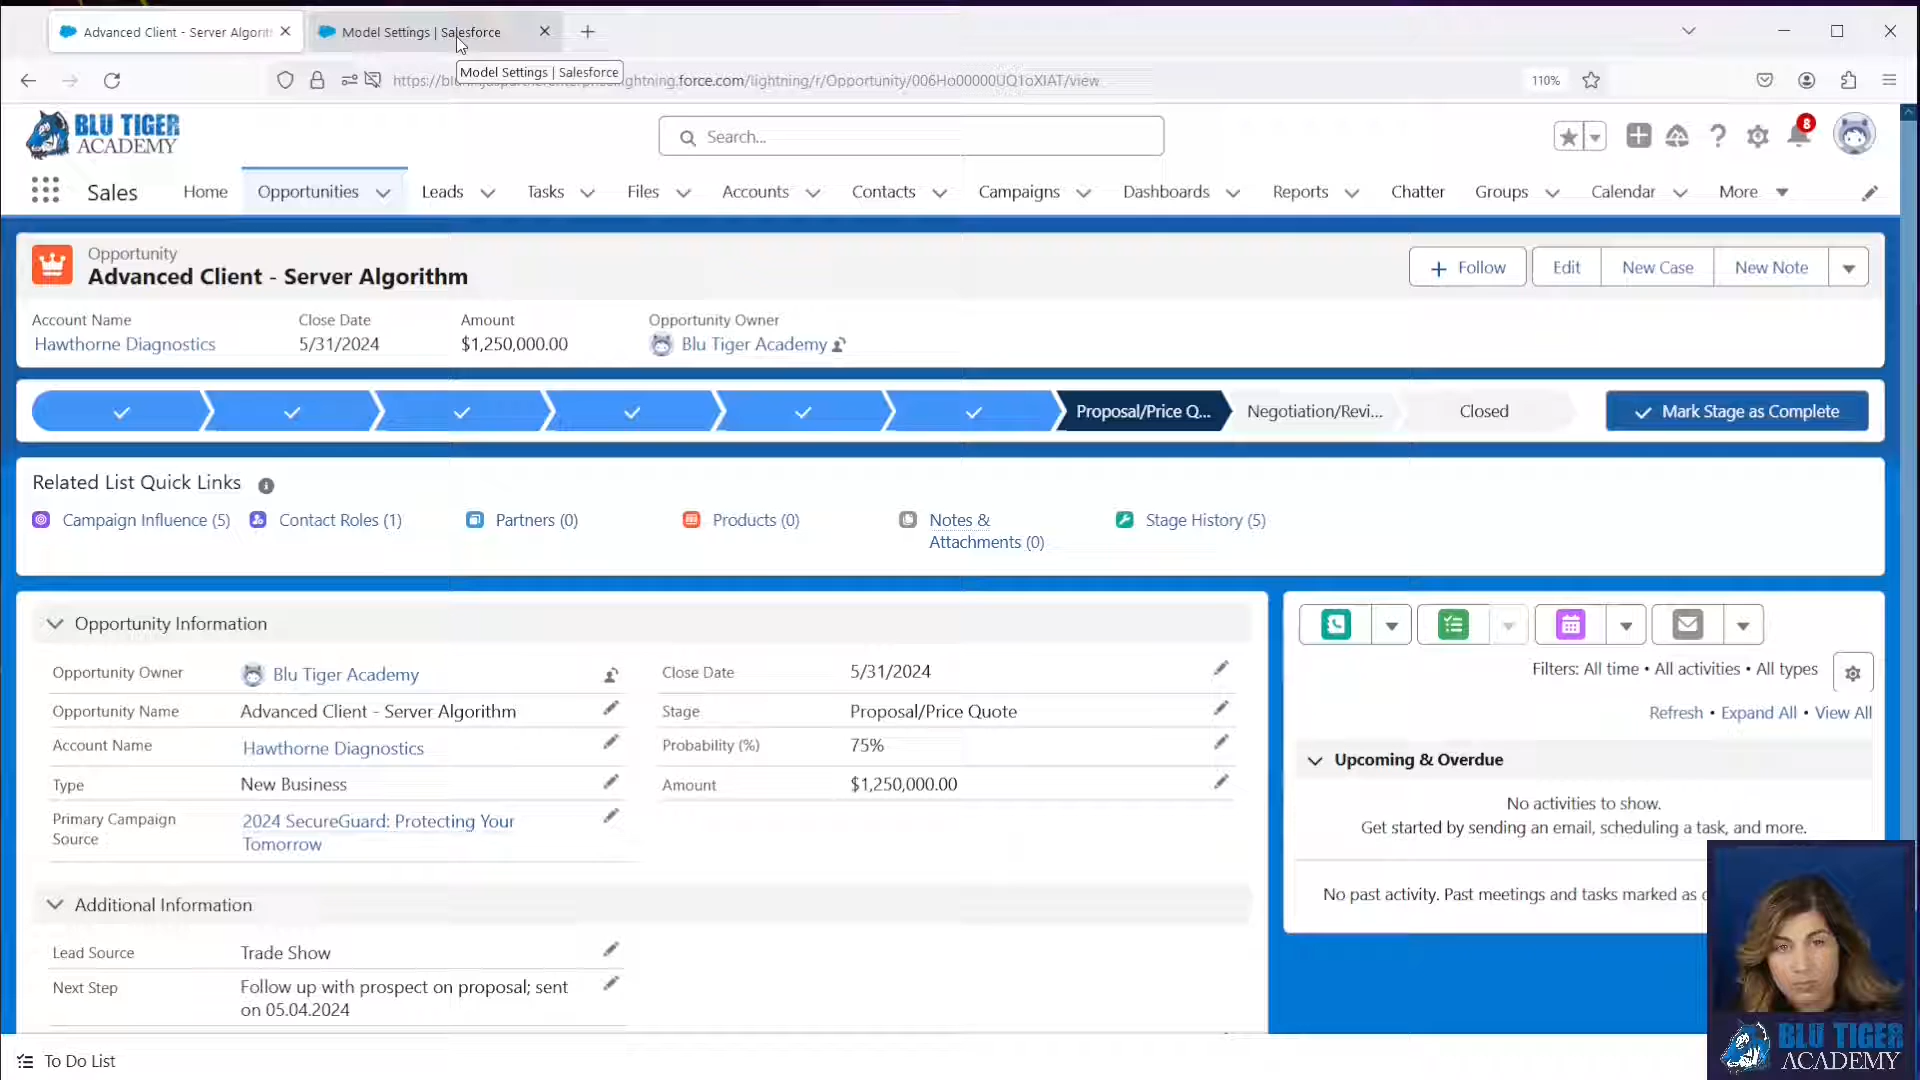 Advanced Client - Server Algorit
Model Settings | Salesforce
Model Settings | Salesforce
lightning.force.com/lightning/r/Opportunity/006Ho00000UQ1oXIAT/view
110%
BLU TIGER
ACADEMY
Search...
8
Sales
Home
Opportunities
Leads
Tasks
Files
Accounts
Contacts
Campaigns
Dashboards
Reports
Chatter
Groups
Calendar
More
Opportunity
Advanced Client - Server Algorithm
Follow
Edit
New Case
New Note
Account Name
Close Date
Amount
Opportunity Owner
Hawthorne Diagnostics
5/31/2024
$1,250,000.00
Blu Tiger Academy
Proposal/Price Q...
Negotiation/Revi...
Closed
Mark Stage as Complete
Related List Quick Links
Campaign Influence (5)
Contact Roles (1)
Partners (0)
Products (0)
Notes &
Attachments (0)
Stage History (5)
Opportunity Information
Opportunity Owner
Blu Tiger Academy
Close Date
5/31/2024
Opportunity Name
Advanced Client - Server Algorithm
Stage
Proposal/Price Quote
Account Name
Hawthorne Diagnostics
Probability (%)
75%
Type
New Business
Amount
$1,250,000.00
Primary Campaign
Source
2024 SecureGuard: Protecting Your
Tomorrow
Additional Information
Lead Source
Trade Show
Next Step
Follow up with prospect on proposal; sent
on 05.04.2024
Filters: All time • All activities • All types
Refresh • Expand All • View All
Upcoming & Overdue
No activities to show.
Get started by sending an email, scheduling a task, and more.
No past activity. Past meetings and tasks marked as
To Do List
BLU TIGER
ACADEMY